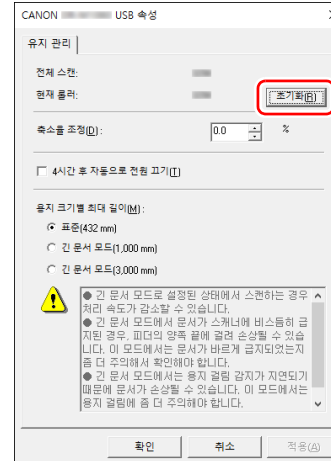 CANON USB 속성
유지 관리
전체 스캔:
현재 롤러:
초기화(R)
축소율 조정(D): 0.0 %
4시간 후 자동으로 전원 끄기(T)
용지 크기별 최대 길이(M):
표준(432 mm)
긴 문서 모드(1,000 mm)
긴 문서 모드(3,000 mm)
● 긴 문서 모드로 설정된 상태에서 스캔하는 경우
처리 속도가 감소할 수 있습니다.
● 긴 문서 모드에서 문서가 스캐너에 비스듬히 급
지된 경우, 피더의 양쪽 끝에 걸려 손상될 수 있습
니다. 이 모드에서는 문서가 바르게 급지되었는지
좀 더 주의해서 확인해야 합니다.
● 긴 문서 모드에서는 용지 걸림 감지가 지연되기
때문에 문서가 손상될 수 있습니다. 이 모드에서는
용지 걸림에 좀 더 주의해야 합니다.
확인 취소 적용(A)